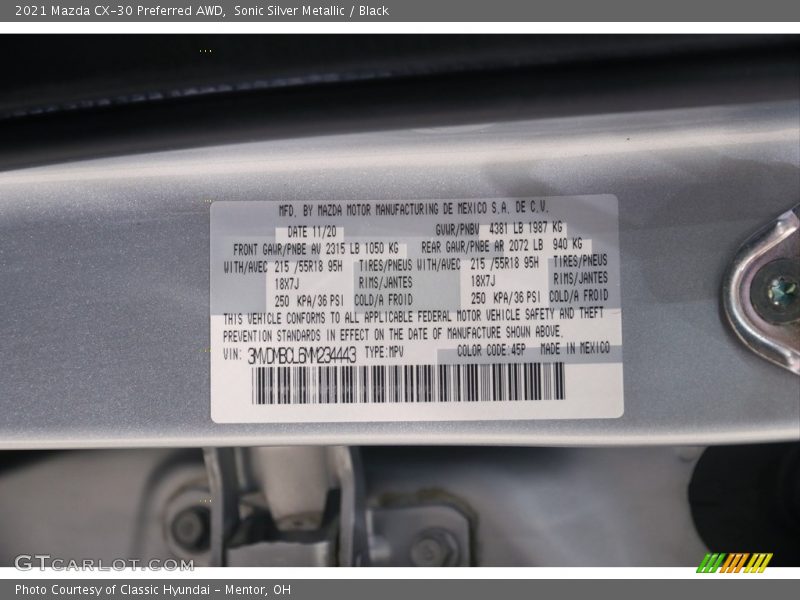 2021 Mazda CX-30 Preferred AWD,  Sonic Silver Metallic / Black
MFD. BY MAZDA MOTOR MANUFACTURING DE MEXICO S.A. DE C.V.
DATE 11/20 GVWR/PNBV 4381 LB 1987 KG
FRONT GAWR/PNBE AV 2315 LB 1050 KG REAR GAWR/PNBE AR 2072 LB 940 KG
WITH/AVEC 215 /55R18 95H TIRES/PNEUS WITH/AVEC 215 /55R18 95H TIRES/PNEUS
18X7J RIMS/JANTES 18X7J RIMS/JANTES
250 KPA/36 PSI COLD/A FROID 250 KPA/36 PSI COLD/A FROID
THIS VEHICLE CONFORMS TO ALL APPLICABLE FEDERAL MOTOR VEHICLE SAFETY AND THEFT
PREVENTION STANDARDS IN EFFECT ON THE DATE OF MANUFACTURE SHOWN ABOVE.
VIN: 3MVDMBCL6MM234443 TYPE:MPV COLOR CODE:45P MADE IN MEXICO
GTCARLOT.COM
Photo Courtesy of Classic Hyundai - Mentor, OH